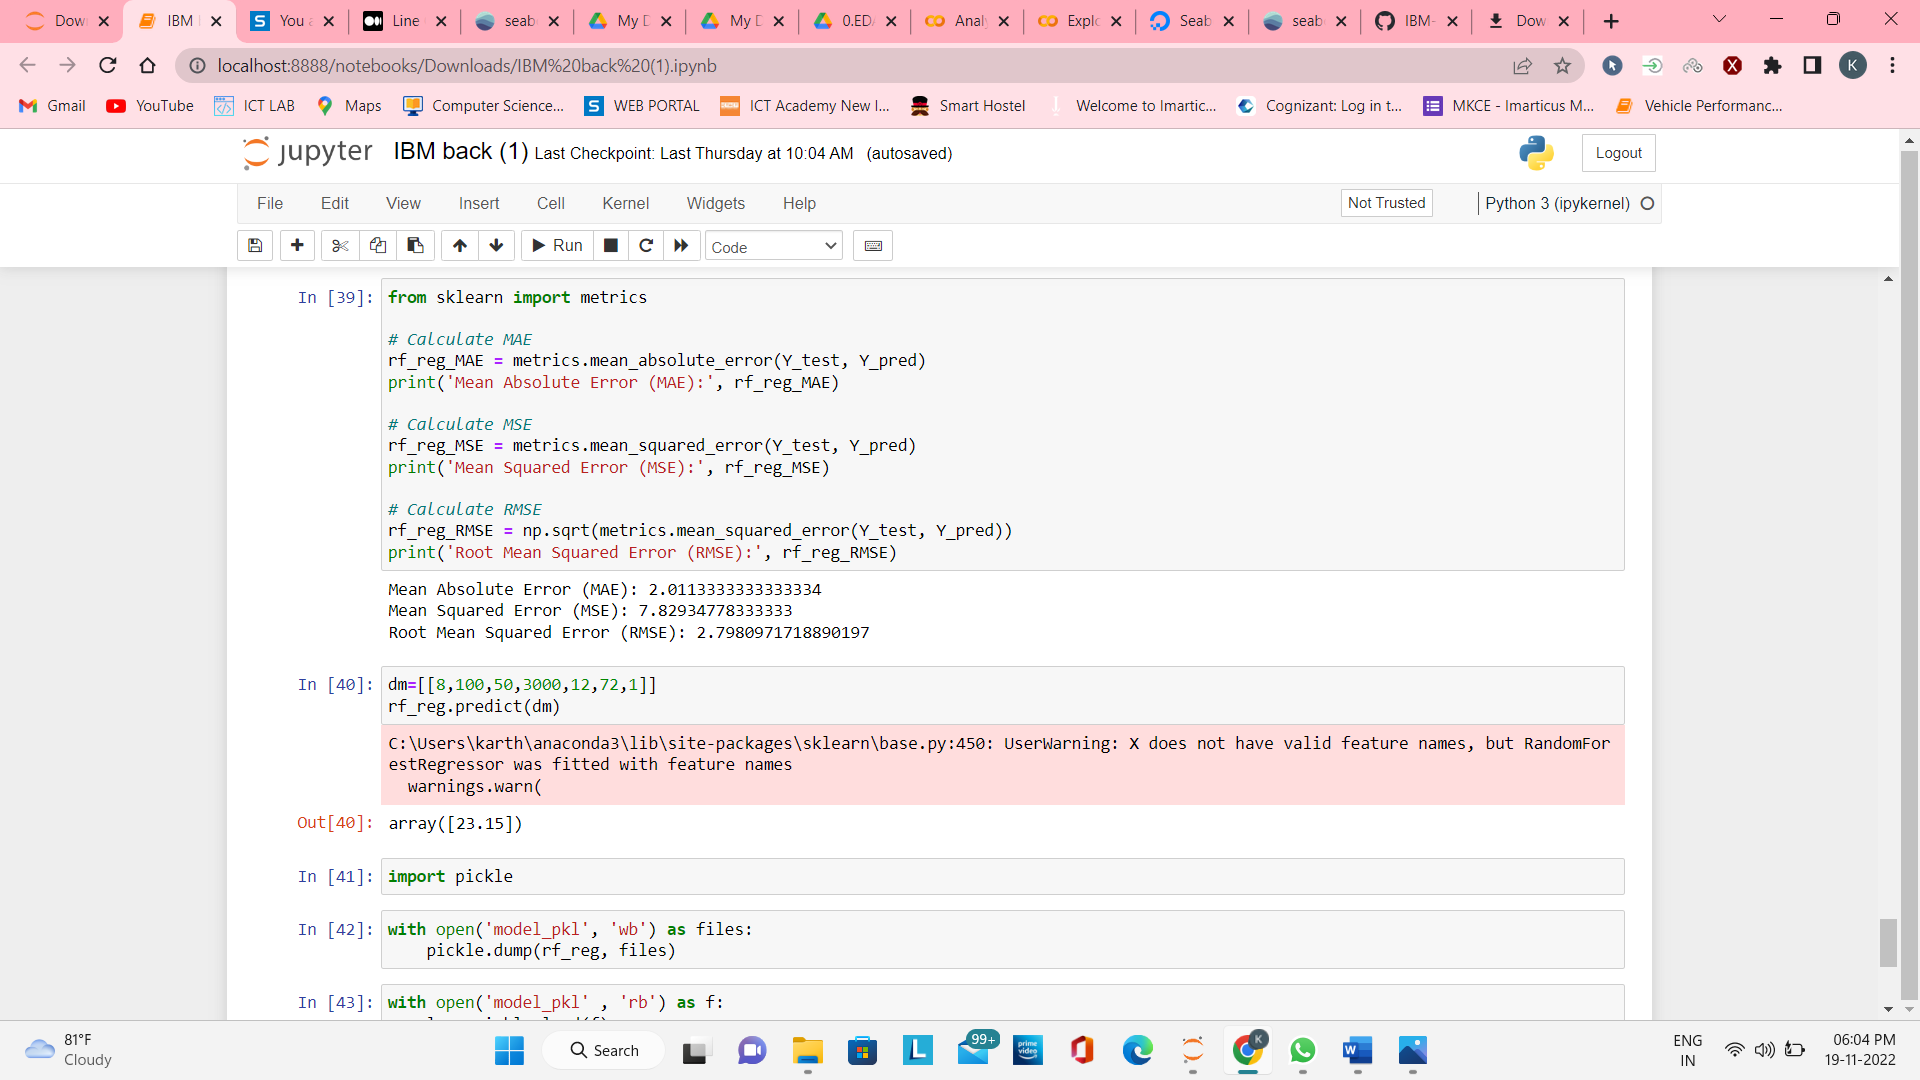 Down
IBM
You a
Line
seab
My D
My D
0.ED
Analy
Explo
Seab
seab
IBM-
Dow
localhost:8888/notebooks/Downloads/IBM%20back%20(1).ipynb
K
Gmail
YouTube
ICT LAB
Maps
Computer Science...
WEB PORTAL
ICT Academy New I...
Smart Hostel
Welcome to Imartic...
Cognizant: Log in t...
MKCE - Imarticus M...
Vehicle Performanc...
jupyter IBM back (1) Last Checkpoint: Last Thursday at 10:04 AM (autosaved)
Logout
File Edit View Insert Cell Kernel Widgets Help
Not Trusted
Python 3 (ipykernel)
Run
Code
In [39]: from sklearn import metrics
# Calculate MAE
rf_reg_MAE = metrics.mean_absolute_error(Y_test, Y_pred)
print('Mean Absolute Error (MAE):', rf_reg_MAE)
# Calculate MSE
rf_reg_MSE = metrics.mean_squared_error(Y_test, Y_pred)
print('Mean Squared Error (MSE):', rf_reg_MSE)
# Calculate RMSE
rf_reg_RMSE = np.sqrt(metrics.mean_squared_error(Y_test, Y_pred))
print('Root Mean Squared Error (RMSE):', rf_reg_RMSE)
Mean Absolute Error (MAE): 2.0113333333333334
Mean Squared Error (MSE): 7.82934778333333
Root Mean Squared Error (RMSE): 2.7980971718890197
In [40]: dm=[[8,100,50,3000,12,72,1]]
rf_reg.predict(dm)
C:\Users\karth\anaconda3\lib\site-packages\sklearn\base.py:450: UserWarning: X does not have valid feature names, but RandomFor
estRegressor was fitted with feature names
warnings.warn(
Out[40]: array([23.15])
In [41]: import pickle
In [42]: with open('model_pkl', 'wb') as files:
pickle.dump(rf_reg, files)
In [43]: with open('model_pkl' , 'rb') as f:
81°F
Cloudy
Search
99+
prime video
K
ENG
IN
06:04 PM
19-11-2022